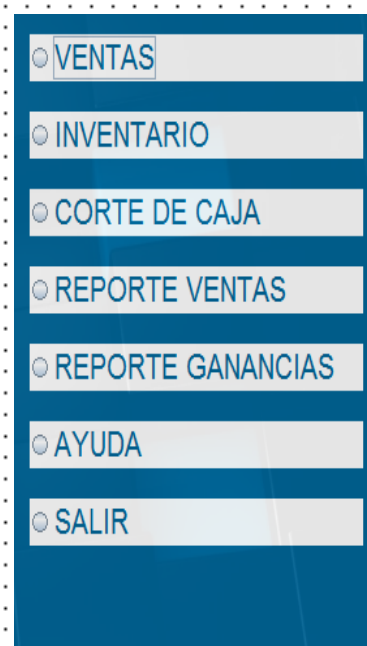 VENTAS
INVENTARIO
CORTE DE CAJA
REPORTE VENTAS
REPORTE GANANCIAS
AYUDA
SALIR